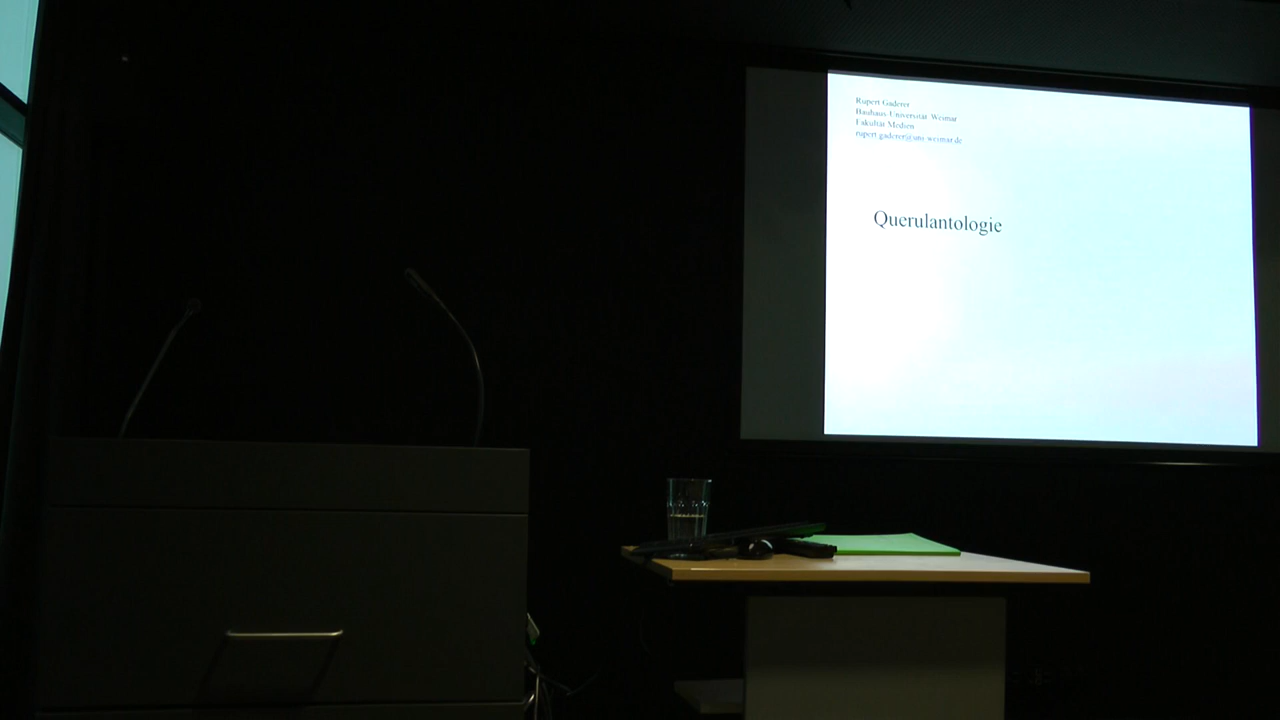 Rupert Gaderer
Bauhaus-Universität Weimar
Fakultät Medien
rupert.gaderer@uni-weimar.de
Querulantologie